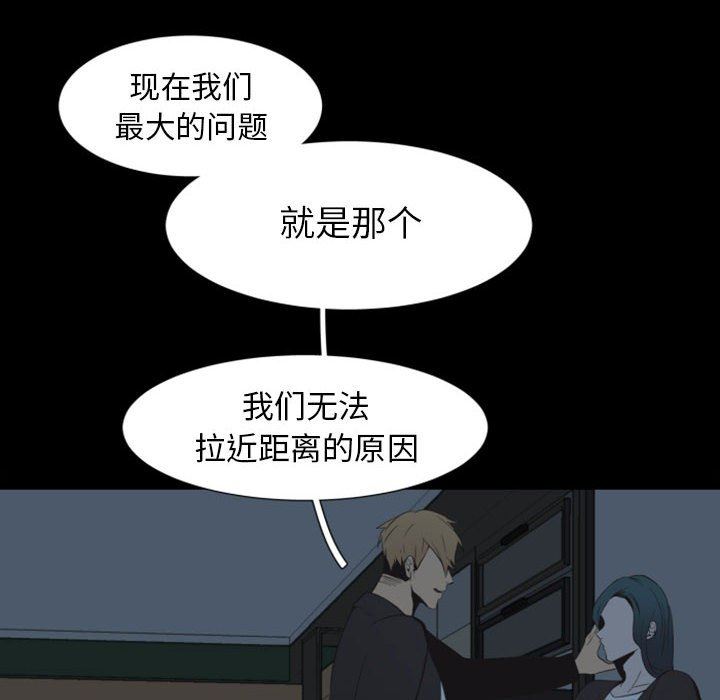 现在我们
最大的问题
就是那个
我们无法
拉近距离的原因